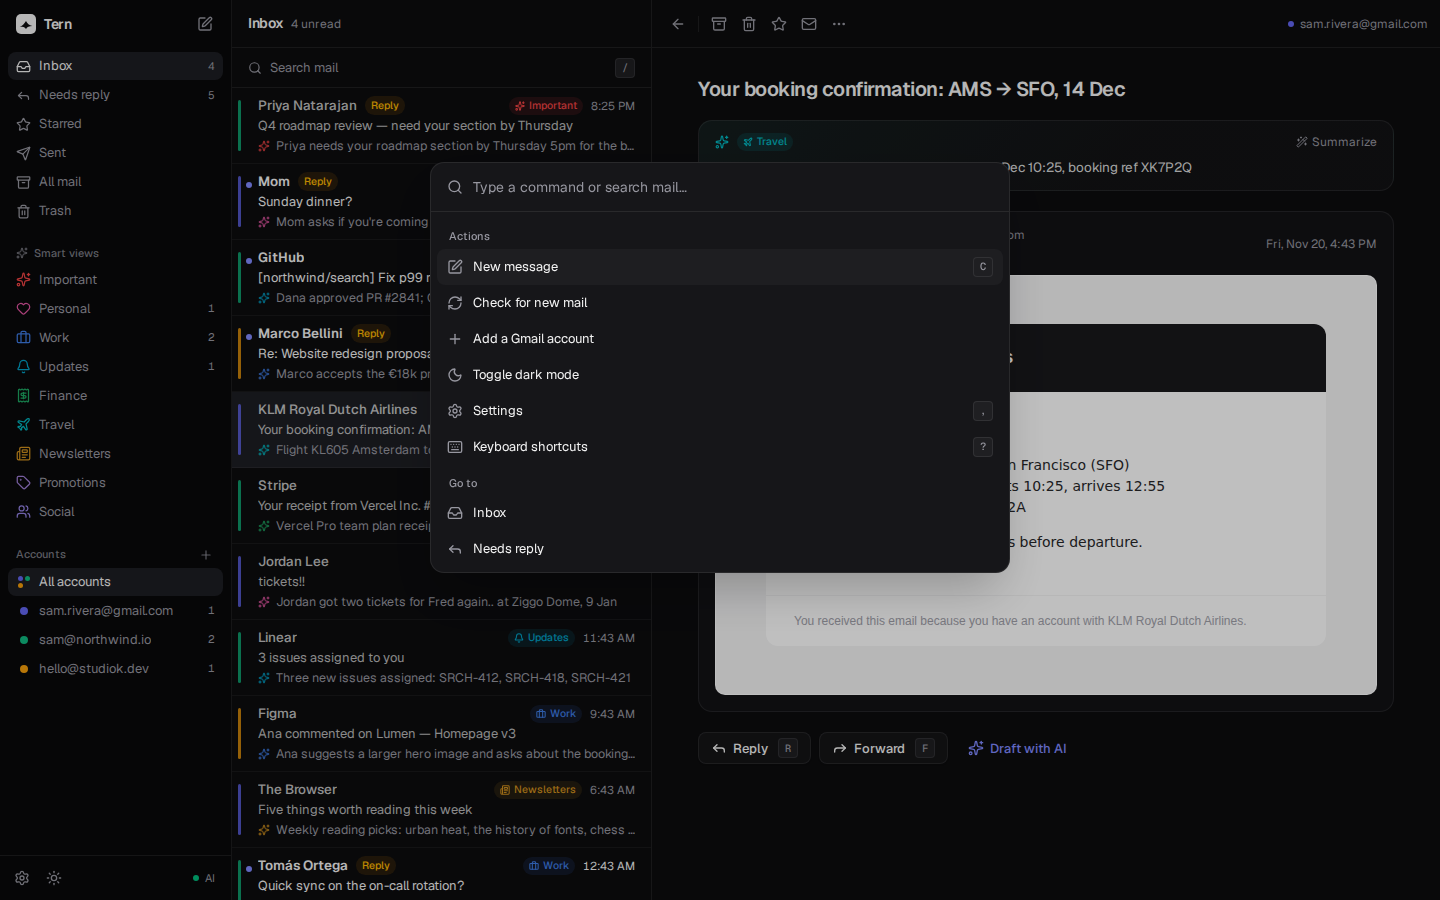 Tern
Inbox 4
Needs reply 5
Starred
Sent
All mail
Trash
Smart views
Important
Personal 1
Work 2
Updates 1
Finance
Travel
Newsletters
Promotions
Social
Accounts
All accounts
sam.rivera@gmail.com 1
sam@northwind.io 2
hello@studiok.dev 1
AI
Inbox 4 unread
Search mail /
Priya Natarajan Reply Important 8:25 PM
Q4 roadmap review — need your section by Thursday
Priya needs your roadmap section by Thursday 5pm for the b…
Mom Reply
Sunday dinner?
Mom asks if you're coming
GitHub
[northwind/search] Fix p99
Dana approved PR #2841;
Marco Bellini Reply
Re: Website redesign proposa
Marco accepts the €18k pr
KLM Royal Dutch Airlines
Your booking confirmation: AM
Flight KL605 Amsterdam to
Stripe
Your receipt from Vercel Inc. #
Vercel Pro team plan receip
Jordan Lee
tickets!!
Jordan got two tickets for Fred again.. at Ziggo Dome, 9 Jan
Linear Updates 11:43 AM
3 issues assigned to you
Three new issues assigned: SRCH-412, SRCH-418, SRCH-421
Figma Work 9:43 AM
Ana commented on Lumen — Homepage v3
Ana suggests a larger hero image and asks about the booking…
The Browser Newsletters 6:43 AM
Five things worth reading this week
Weekly reading picks: urban heat, the history of fonts, chess …
Tomás Ortega Reply Work 12:43 AM
Quick sync on the on-call rotation?
sam.rivera@gmail.com
Your booking confirmation: AMS → SFO, 14 Dec
Travel Summarize
Dec 10:25, booking ref XK7P2Q
om
Fri, Nov 20, 4:43 PM
s
n Francisco (SFO)
ts 10:25, arrives 12:55
2A
s before departure.
You received this email because you have an account with KLM Royal Dutch Airlines.
Reply R
Forward F
Draft with AI
Type a command or search mail…
Actions
New message C
Check for new mail
Add a Gmail account
Toggle dark mode
Settings ,
Keyboard shortcuts ?
Go to
Inbox
Needs reply